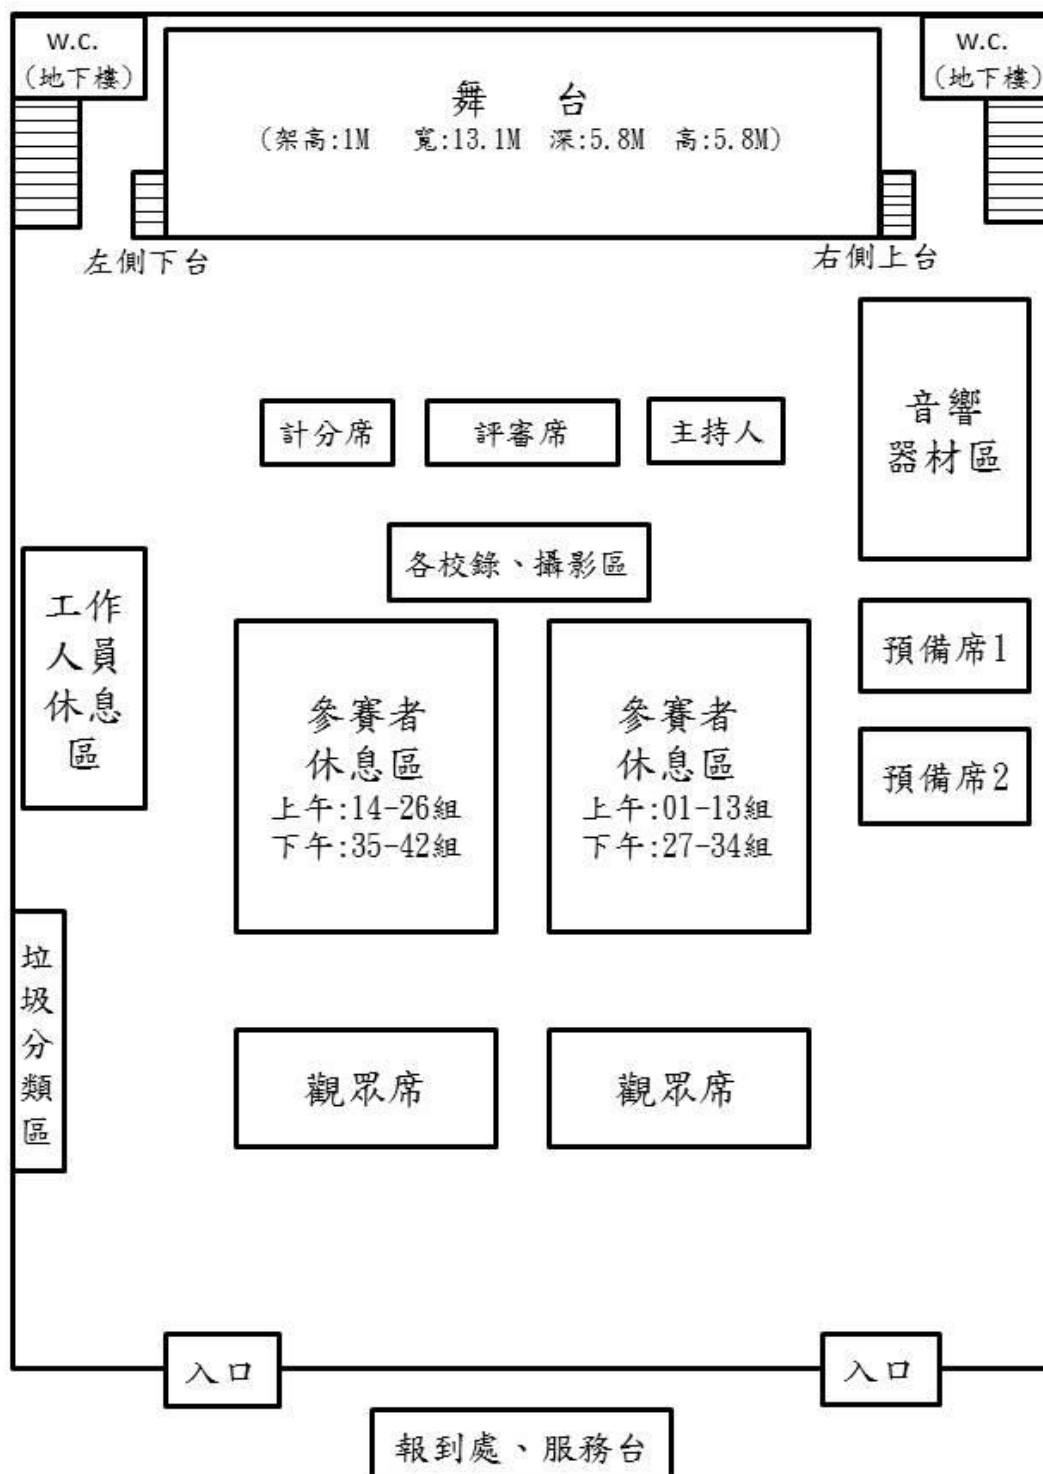 W.C.
(地下樓)
W.C.
(地下樓)
舞 台
(架高:1M 寬:13.1M 深:5.8M 高:5.8M)
左側下台
右側上台
音響
器材區
計分席
評審席
主持人
各校錄、攝影區
工作
人員
休息
區
參賽者
休息區
上午:14-26組
下午:35-42組
參賽者
休息區
上午:01-13組
下午:27-34組
預備席1
預備席2
垃
圾
分
類
區
觀眾席
觀眾席
入口
入口
報到處、服務台